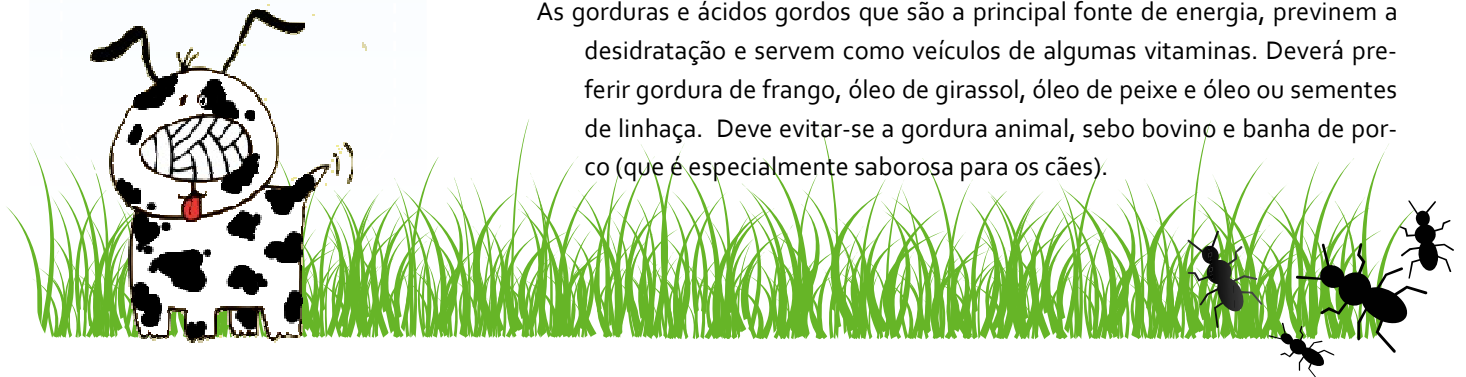 As gorduras e ácidos gordos que são a principal fonte de energia, previnem a
desidratação e servem como veículos de algumas vitaminas. Deverá pre-
ferir gordura de frango, óleo de girassol, óleo de peixe e óleo ou sementes
de linhaça.  Deve evitar-se a gordura animal, sebo bovino e banha de por-
co (que é especialmente saborosa para os cães).